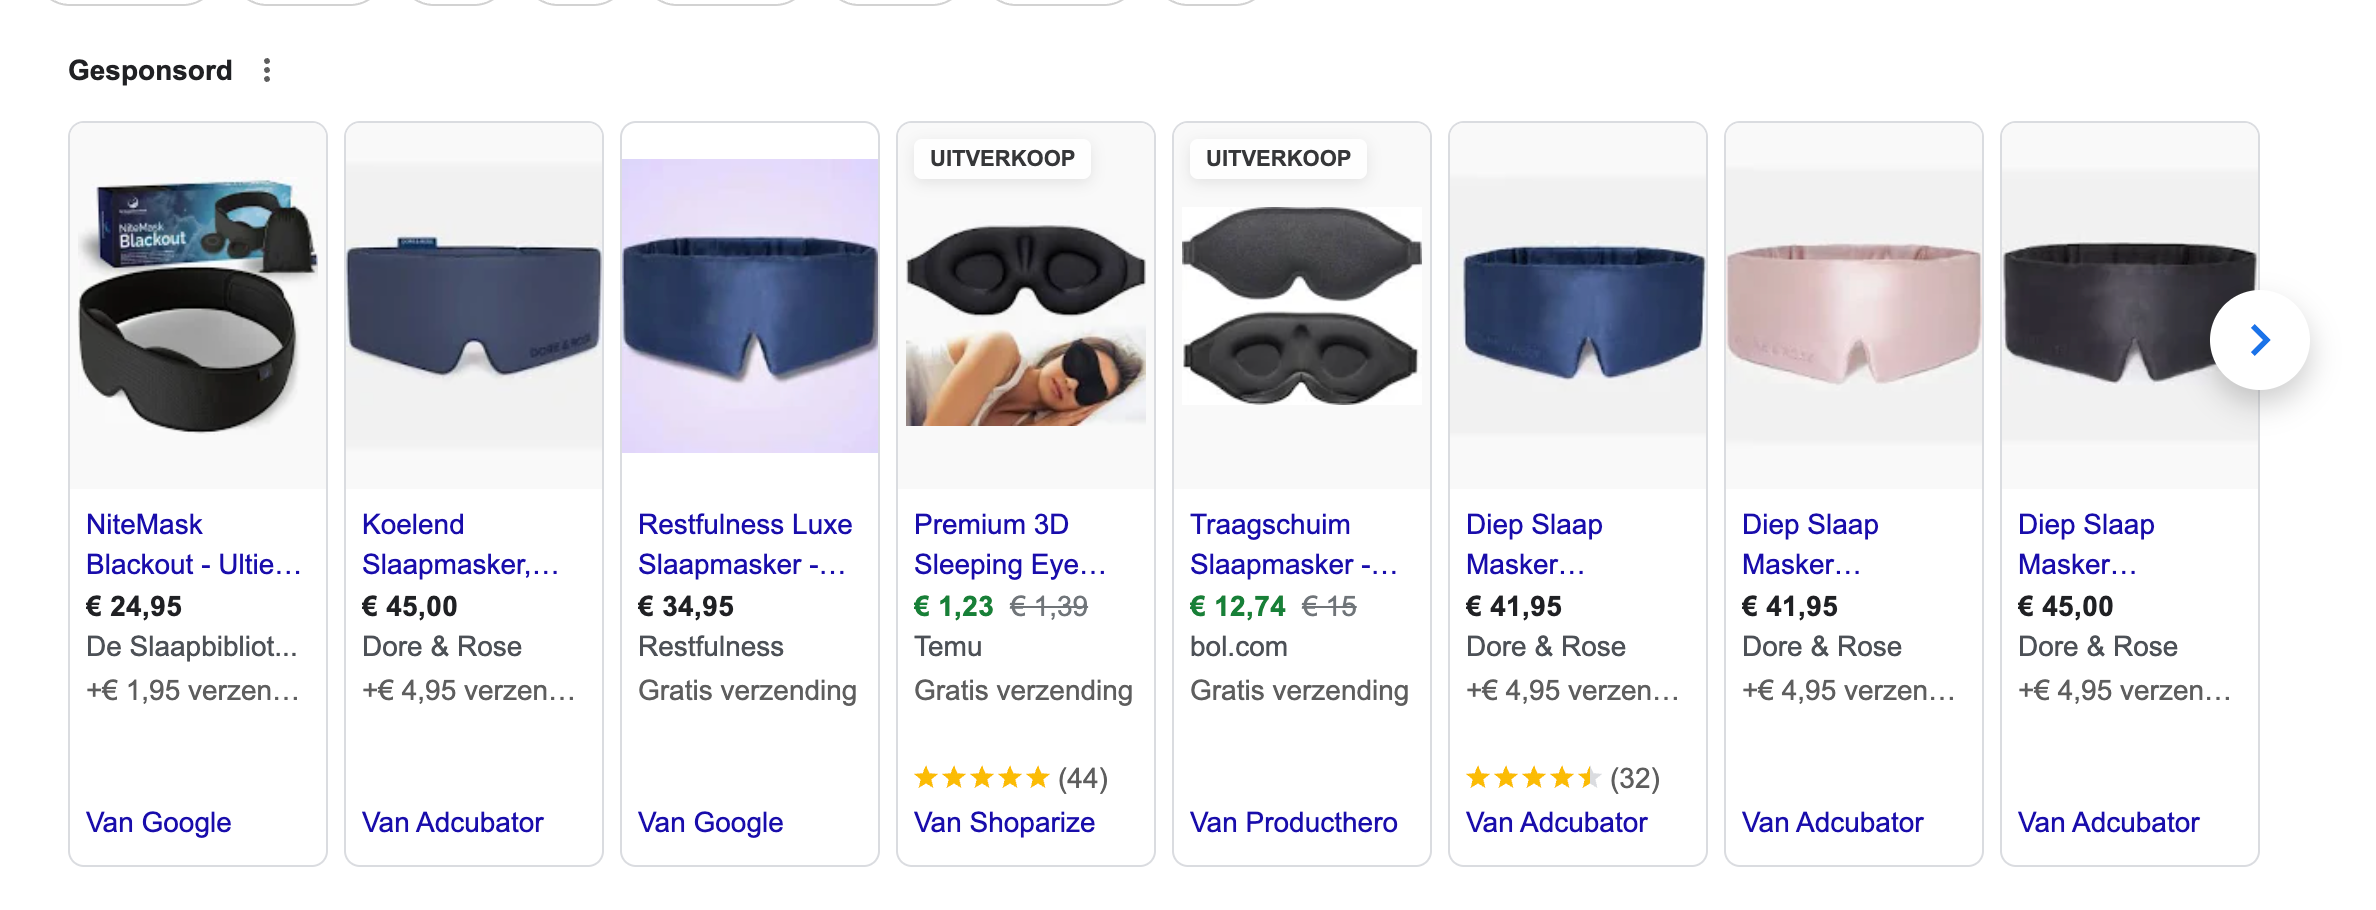 Gesponsord
NiteMask
Blackout
NiteMask
Blackout - Ultie...
€ 24,95
De Slaapbibliot...
+€ 1,95 verzen...
Van Google
DORE & ROSE
DORE & ROSE
Koelend
Slaapmasker,...
€ 45,00
Dore & Rose
+€ 4,95 verzen...
Van Adcubator
Restfulness Luxe
Slaapmasker -...
€ 34,95
Restfulness
Gratis verzending
Van Google
UITVERKOOP
Premium 3D
Sleeping Eye...
€ 1,23 € 1,39
Temu
Gratis verzending
(44)
Van Shoparize
UITVERKOOP
Traagschuim
Slaapmasker -...
€ 12,74 € 15
bol.com
Gratis verzending
Van Producthero
Diep Slaap
Masker...
€ 41,95
Dore & Rose
+€ 4,95 verzen...
(32)
Van Adcubator
Diep Slaap
Masker...
€ 41,95
Dore & Rose
+€ 4,95 verzen...
Van Adcubator
Diep Slaap
Masker...
€ 45,00
Dore & Rose
+€ 4,95 verzen...
Van Adcubator